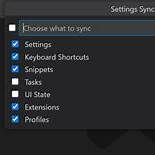 Settings Sync
Choose what to sync
Settings
Keyboard Shortcuts
Snippets
Tasks
UI State
Extensions
Profiles